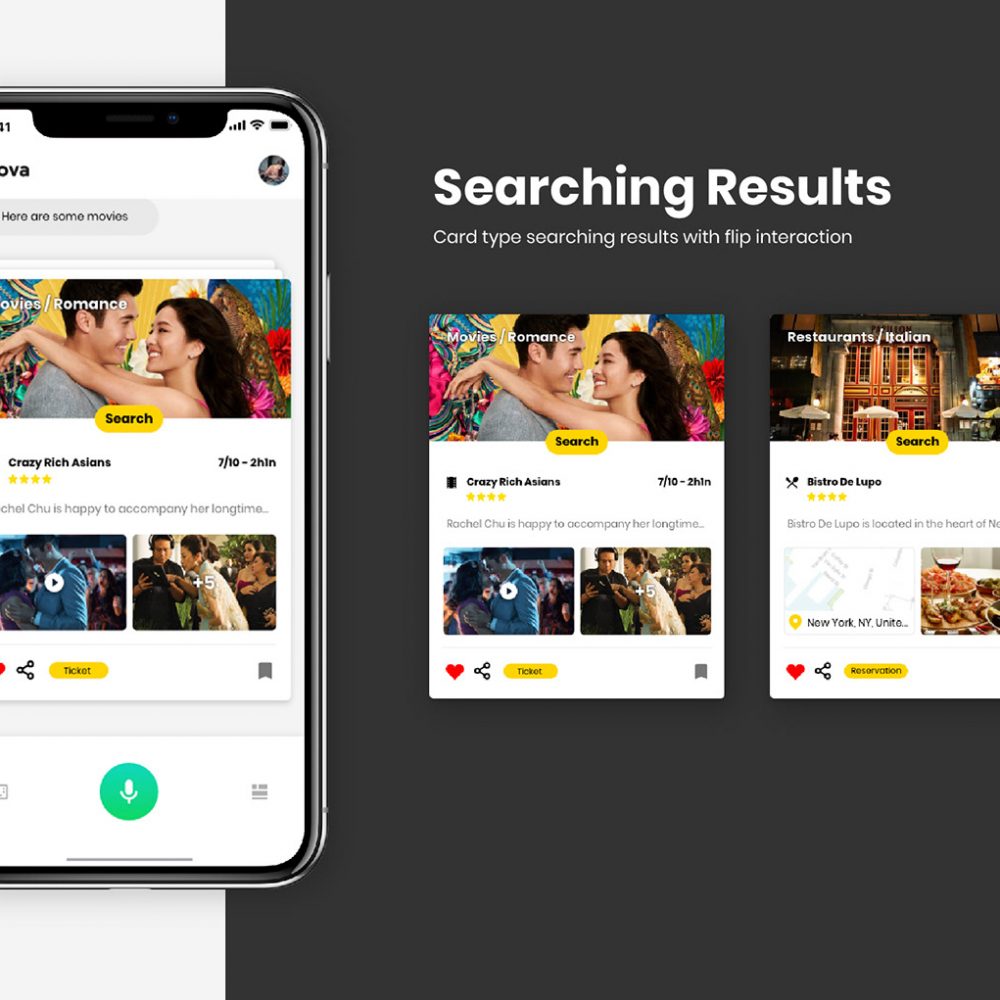 41
ova
Here are some movies
ovies / Romance
Search
Crazy Rich Asians
7/10 - 2h1n
chel Chu is happy to accompany her longtime...
+5
Ticket
Searching Results
Card type searching results with flip interaction
Movies / Romance
Search
Crazy Rich Asians
7/10 - 2h1n
Rachel Chu is happy to accompany her longtime...
+5
Ticket
Restaurants / Italian
Search
Bistro De Lupo
Bistro De Lupo is located in the heart of Ne
New York, NY, Unite...
Reservation